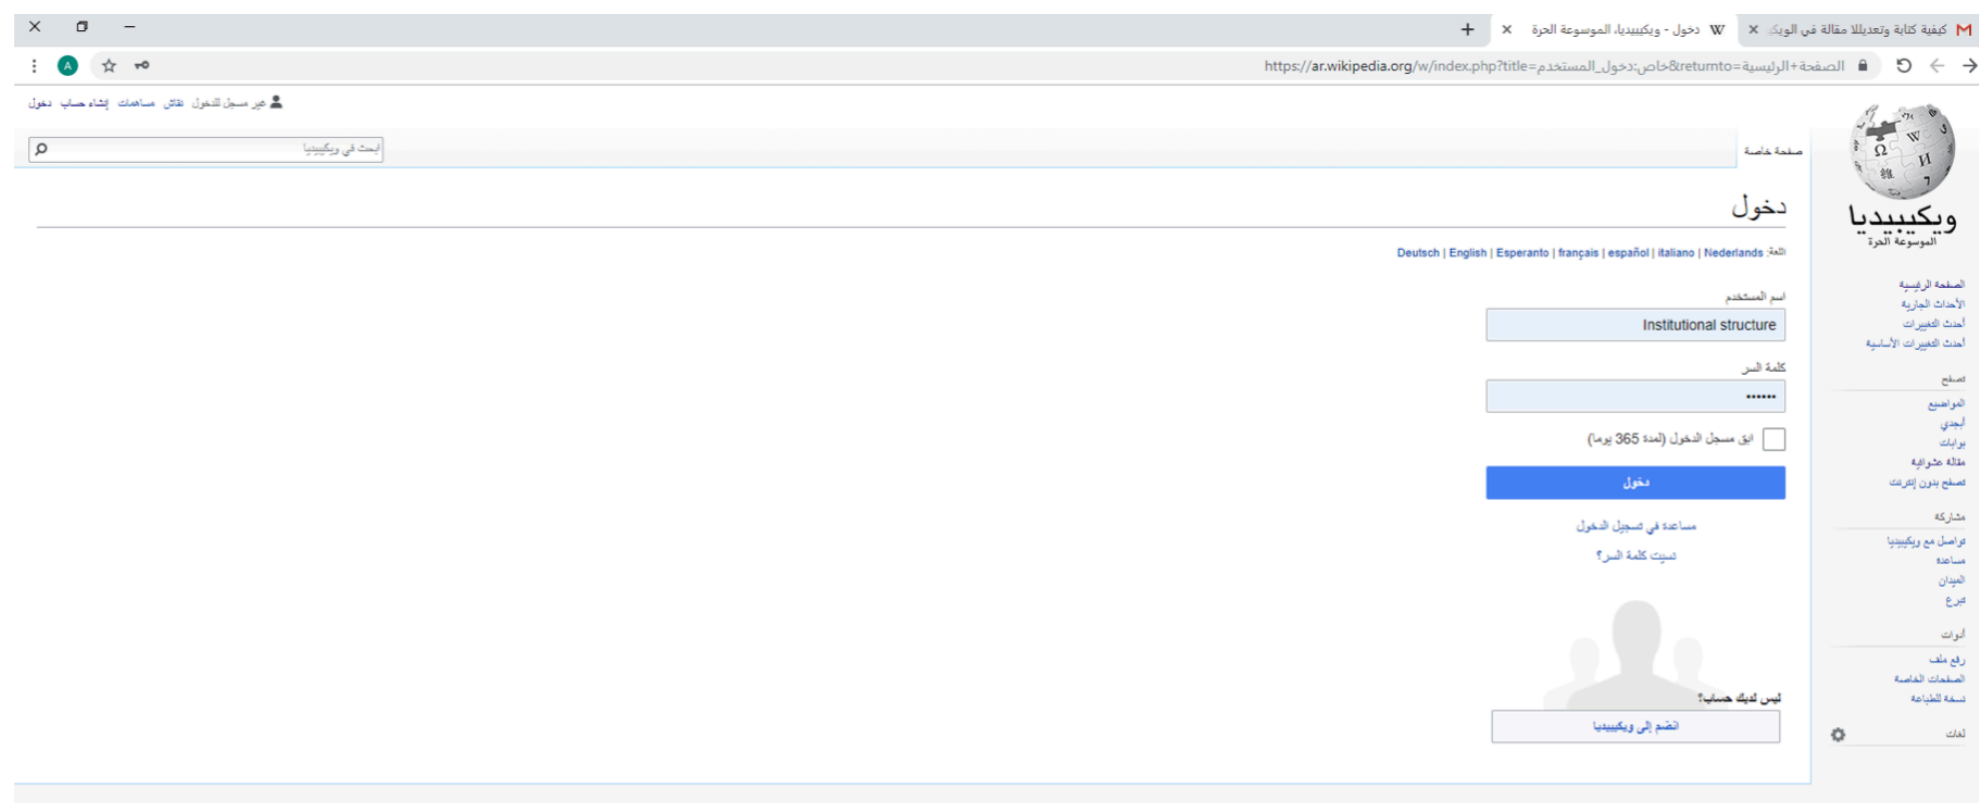 كيفية كتابة وتعديللا مقالة في الويك
دخول - ويكيبيديا، الموسوعة الحرة
https://ar.wikipedia.org/w/index.php?title=خاص:دخول_المستخدم&returnto=الصفحة+الرئيسية
A
غير مسجل للدخول نقاش مساهمات إنشاء حساب دخول
ابحث في ويكيبيديا
صفحة خاصة
ويكيبيديا
الموسوعة الحرة
الصفحة الرئيسية
الأحداث الجارية
أحدث التغييرات
أحدث التغييرات الأساسية
تصفح
المواضيع
أبجدي
بوابات
مقالة عشوائية
تصفح بدون إنترنت
مشاركة
تواصل مع ويكيبيديا
مساعدة
الميدان
تبرع
أدوات
رفع ملف
الصفحات الخاصة
نسخة للطباعة
لغات
دخول
اللغة: Deutsch | English | Esperanto | français | español | italiano | Nederlands
اسم المستخدم
Institutional structure
كلمة السر
••••••
ابق مسجل الدخول (لمدة 365 يوما)
دخول
مساعدة في تسجيل الدخول
نسيت كلمة السر؟
ليس لديك حساب؟
انضم إلى ويكيبيديا